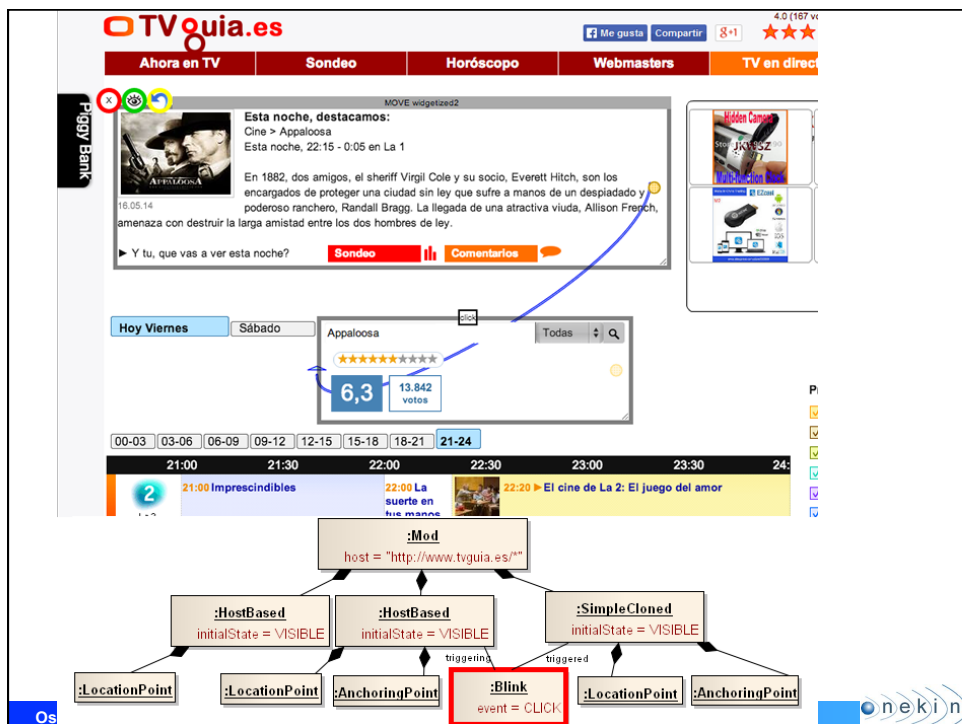 TVguia.es
4.0 (167 vo
Me gusta
Compartir
g+1
Ahora en TV
Sondeo
Horóscopo
Webmasters
TV en direct
Piggy Bank
x
MOVE widgetized2
Esta noche, destacamos:
Cine > Appaloosa
Esta noche, 22:15 - 0:05 en La 1
APPALOOSA
16.05.14
En 1882, dos amigos, el sheriff Virgil Cole y su socio, Everett Hitch, son los
encargados de proteger una ciudad sin ley que sufre a manos de un despiadado y
poderoso ranchero, Randall Bragg. La llegada de una atractiva viuda, Allison French,
amenaza con destruir la larga amistad entre los dos hombres de ley.
► Y tu, que vas a ver esta noche?
Sondeo
Comentarios
Hidden Camera
JKWSZ
Multi-function Black
EZcast
Hoy Viernes
Sábado
click
Appaloosa
Todas
6,3
13.842
votos
00-03
03-06
06-09
09-12
12-15
15-18
18-21
21-24
21:00
21:30
22:00
22:30
23:00
23:30
24:
2
21:00 Imprescindibles
22:00 La
suerte en
tus manos
22:20 ► El cine de La 2: El juego del amor
:Mod
host = "http://www.tvguia.es/*"
:HostBased
initialState = VISIBLE
:HostBased
initialState = VISIBLE
:SimpleCloned
initialState = VISIBLE
triggering
triggered
:LocationPoint
:LocationPoint
:AnchoringPoint
:Blink
event = CLICK
:LocationPoint
:AnchoringPoint
Os
onekin